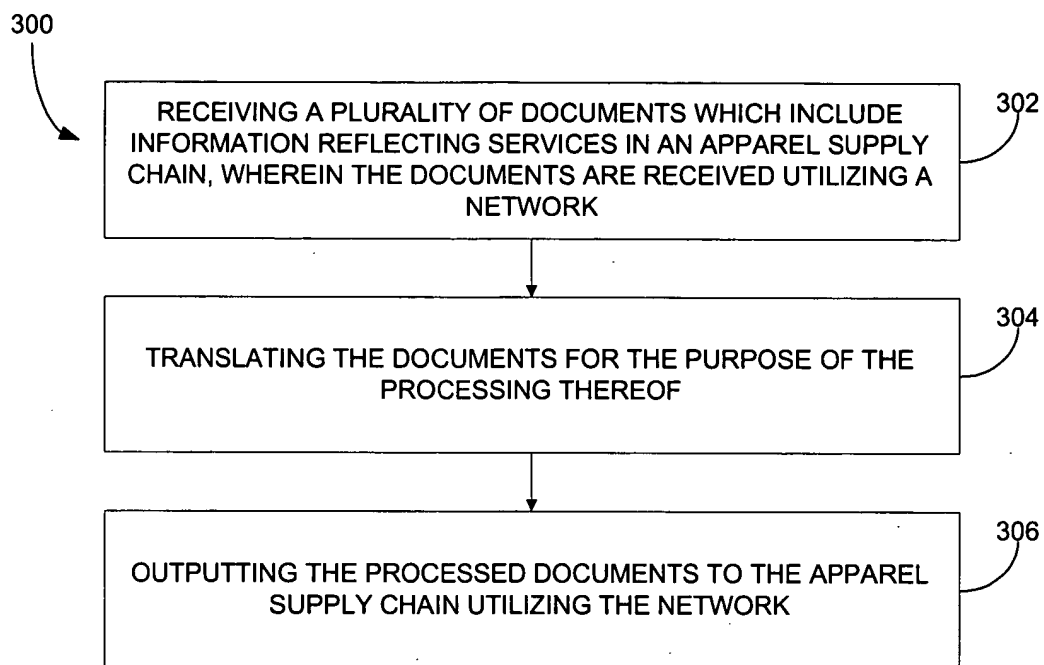 300
RECEIVING A PLURALITY OF DOCUMENTS WHICH INCLUDE
INFORMATION REFLECTING SERVICES IN AN APPAREL SUPPLY
CHAIN, WHEREIN THE DOCUMENTS ARE RECEIVED UTILIZING A
NETWORK
302
TRANSLATING THE DOCUMENTS FOR THE PURPOSE OF THE
PROCESSING THEREOF
304
OUTPUTTING THE PROCESSED DOCUMENTS TO THE APPAREL
SUPPLY CHAIN UTILIZING THE NETWORK
306